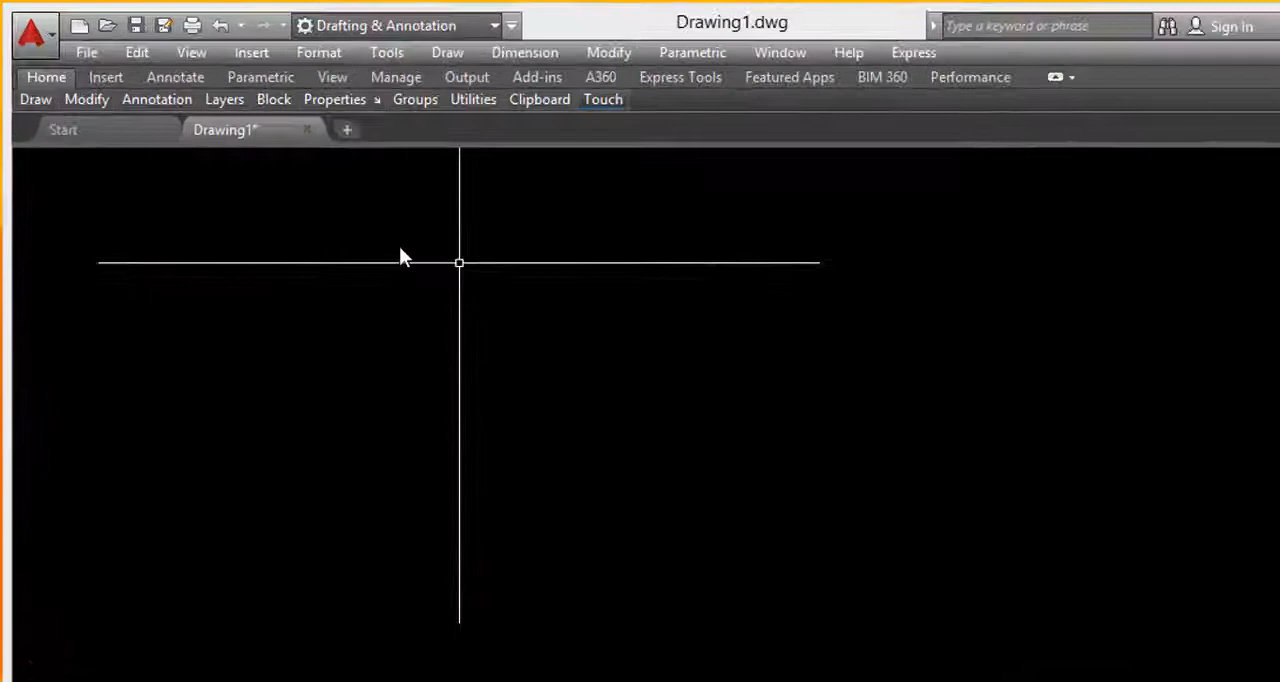 Drafting & Annotation Drawing1.dwg Type a keyword or phrase Sign In
File Edit View Insert Format Tools Draw Dimension Modify Parametric Window Help Express
Home Insert Annotate Parametric View Manage Output Add-ins A360 Express Tools Featured Apps BIM 360 Performance
Draw Modify Annotation Layers Block Properties Groups Utilities Clipboard Touch
Start Drawing1*